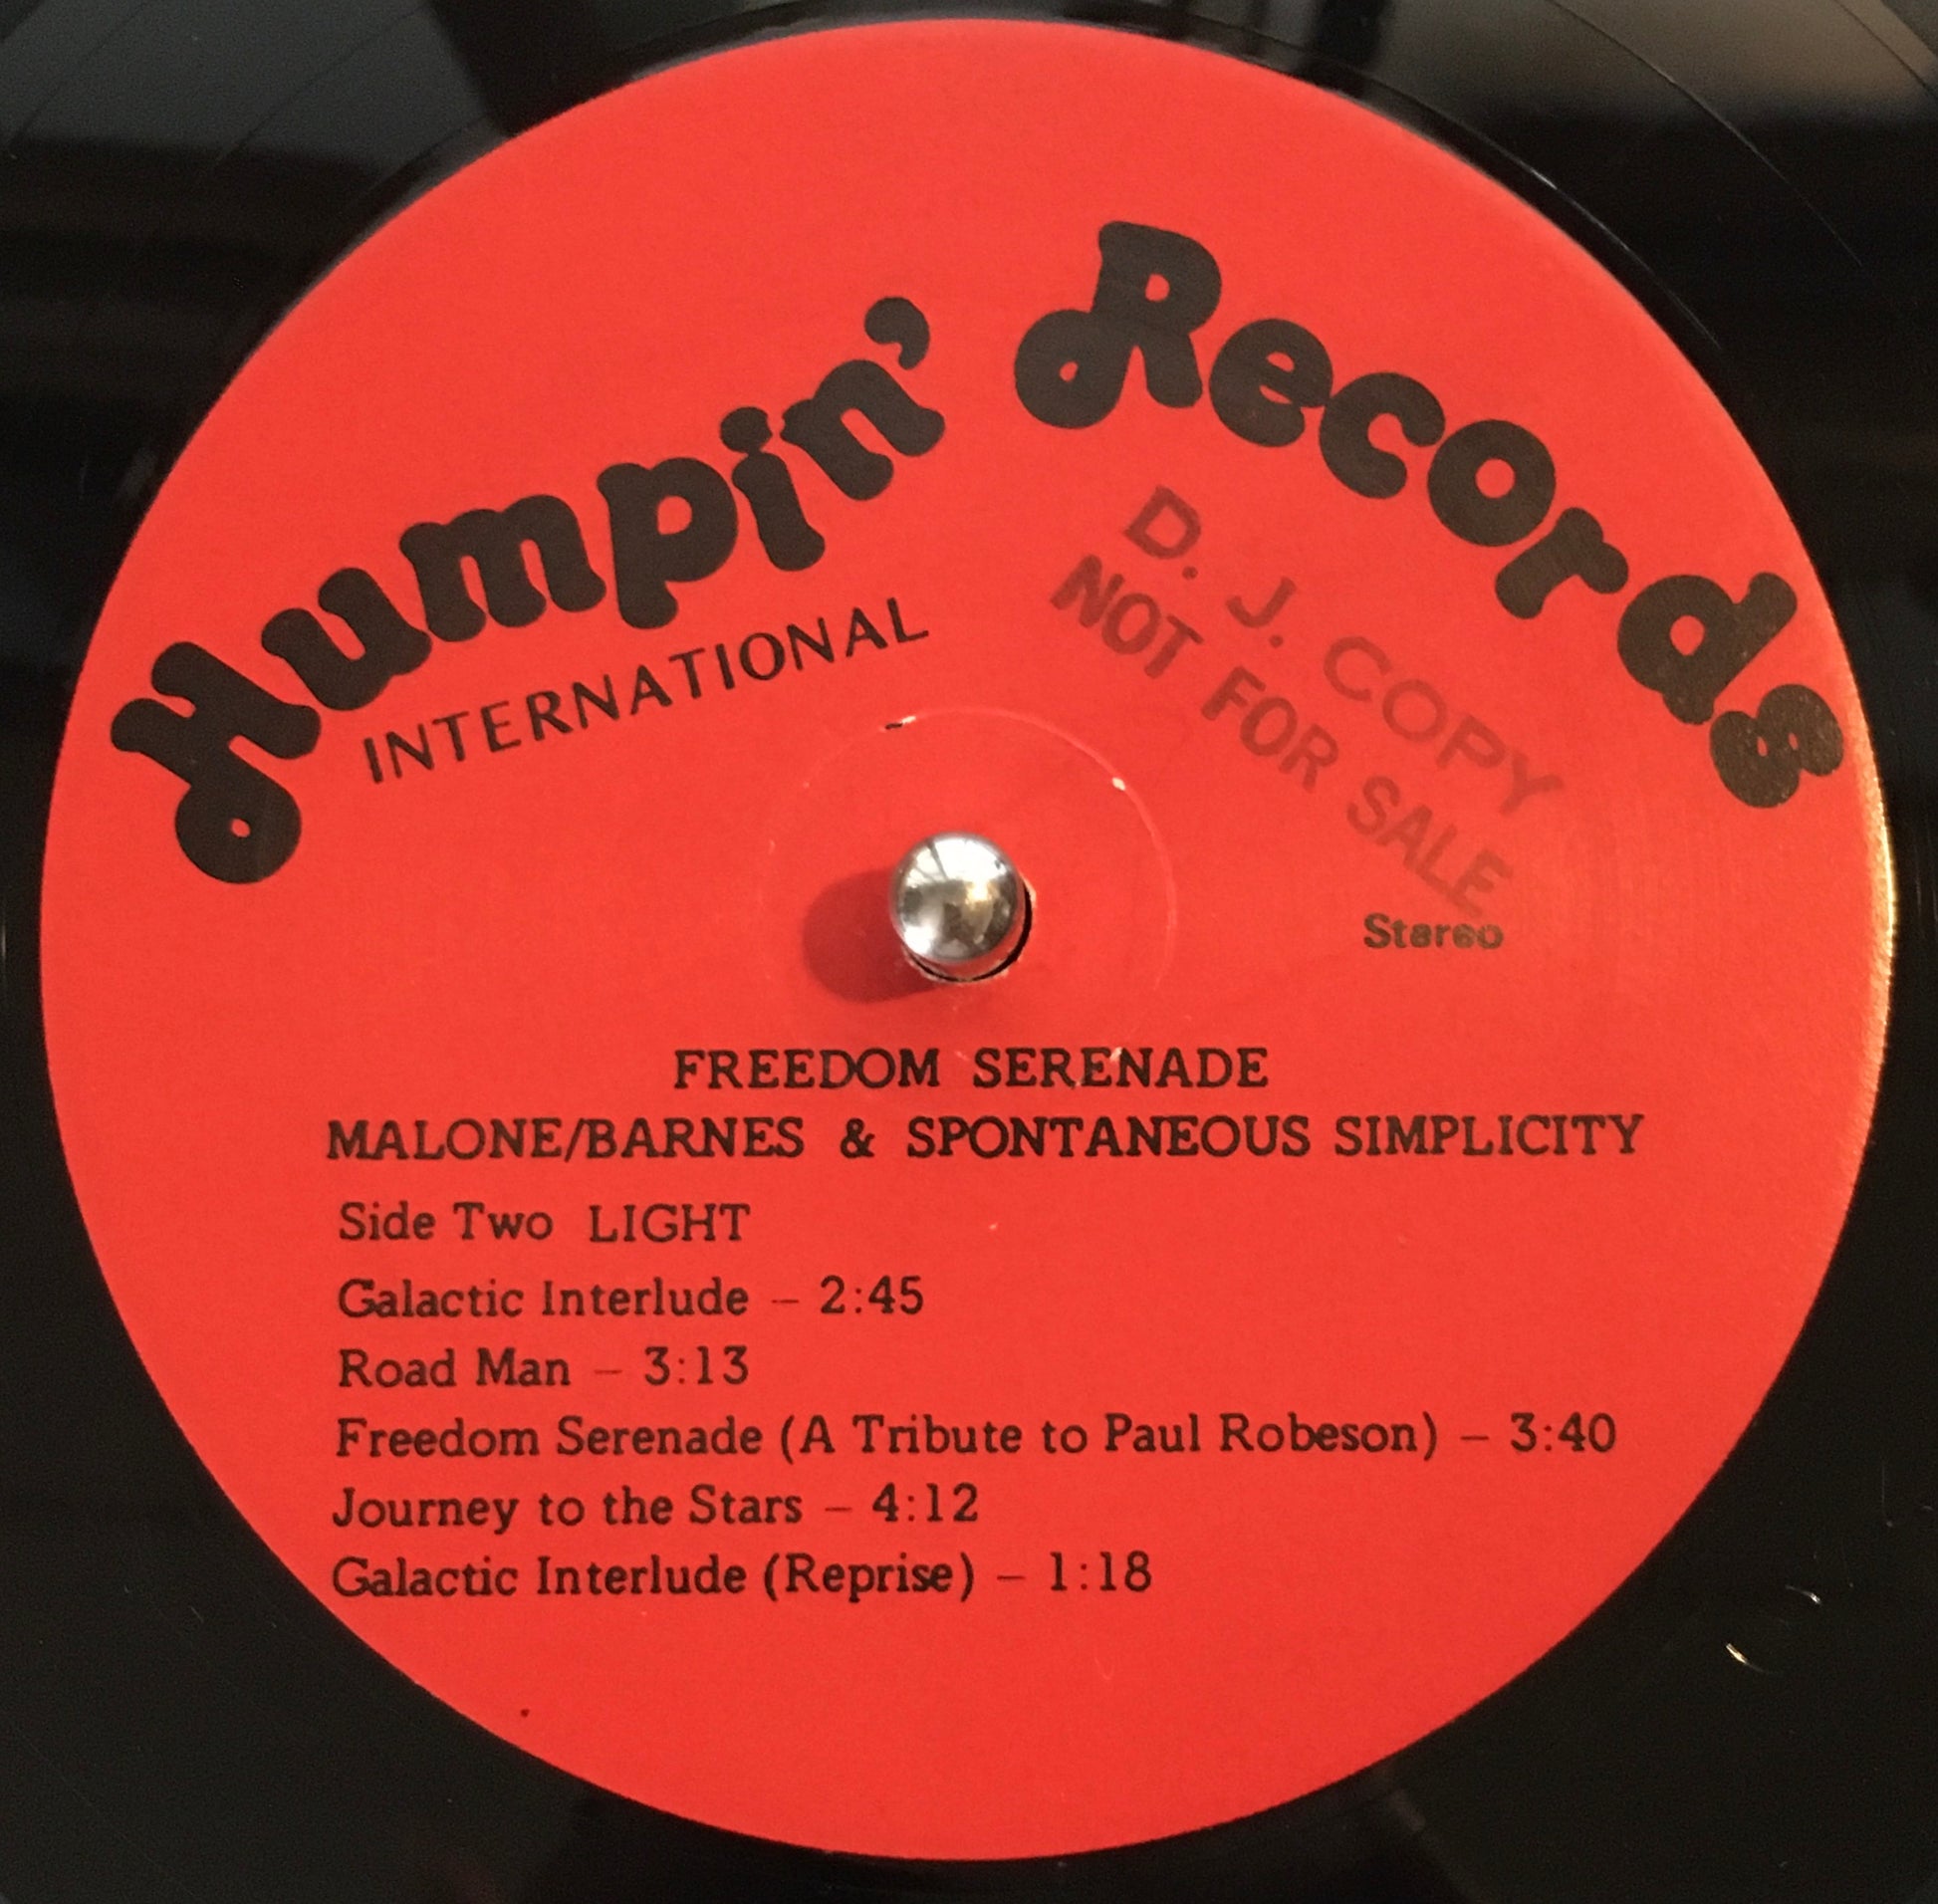 Humpin' Records
INTERNATIONAL
D. J. COPY
NOT FOR SALE
Stereo
FREEDOM SERENADE
MALONE/BARNES & SPONTANEOUS SIMPLICITY
Side Two LIGHT
Galactic Interlude – 2:45
Road Man – 3:13
Freedom Serenade (A Tribute to Paul Robeson) – 3:40
Journey to the Stars – 4:12
Galactic Interlude (Reprise) – 1:18